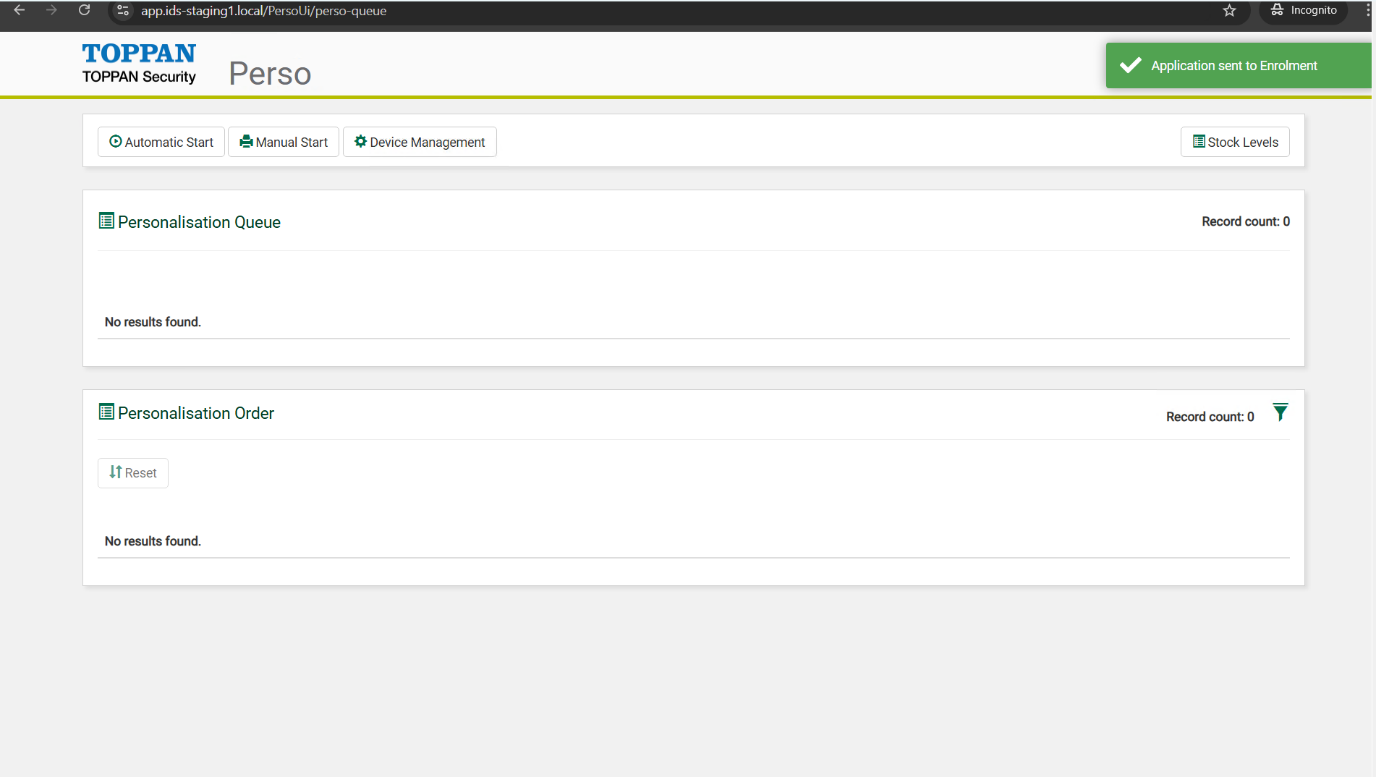 app.ids-staging1.local/PersoUi/perso-queue
Incognito
TOPPAN
TOPPAN Security
Perso
Application sent to Enrolment
Automatic Start
Manual Start
Device Management
Stock Levels
Personalisation Queue
Record count: 0
No results found.
Personalisation Order
Record count: 0
Reset
No results found.